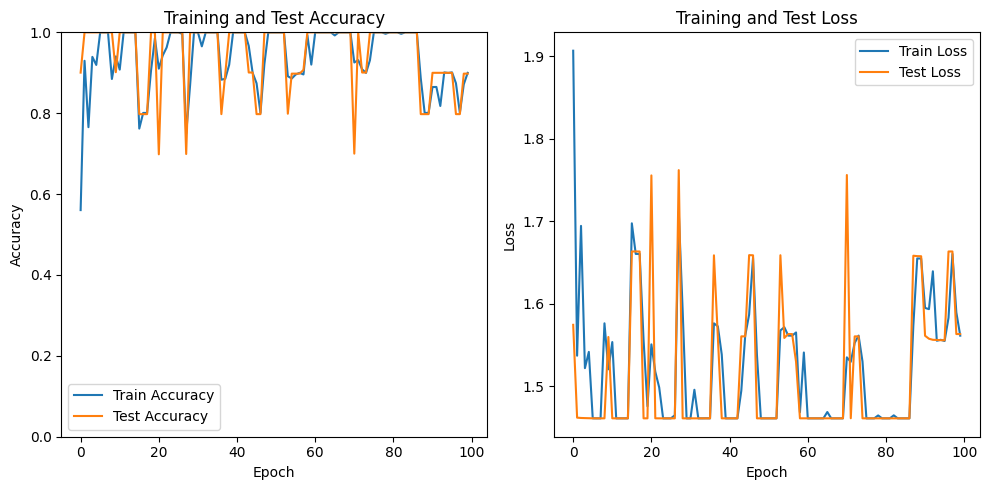 Training and Test Accuracy
1.0
0.8
0.6
0.4
0.2
0.0
Accuracy
Train Accuracy
Test Accuracy
0 20 40 60 80 100
Epoch
Training and Test Loss
1.9
1.8
1.7
1.6
1.5
Loss
Train Loss
Test Loss
0 20 40 60 80 100
Epoch